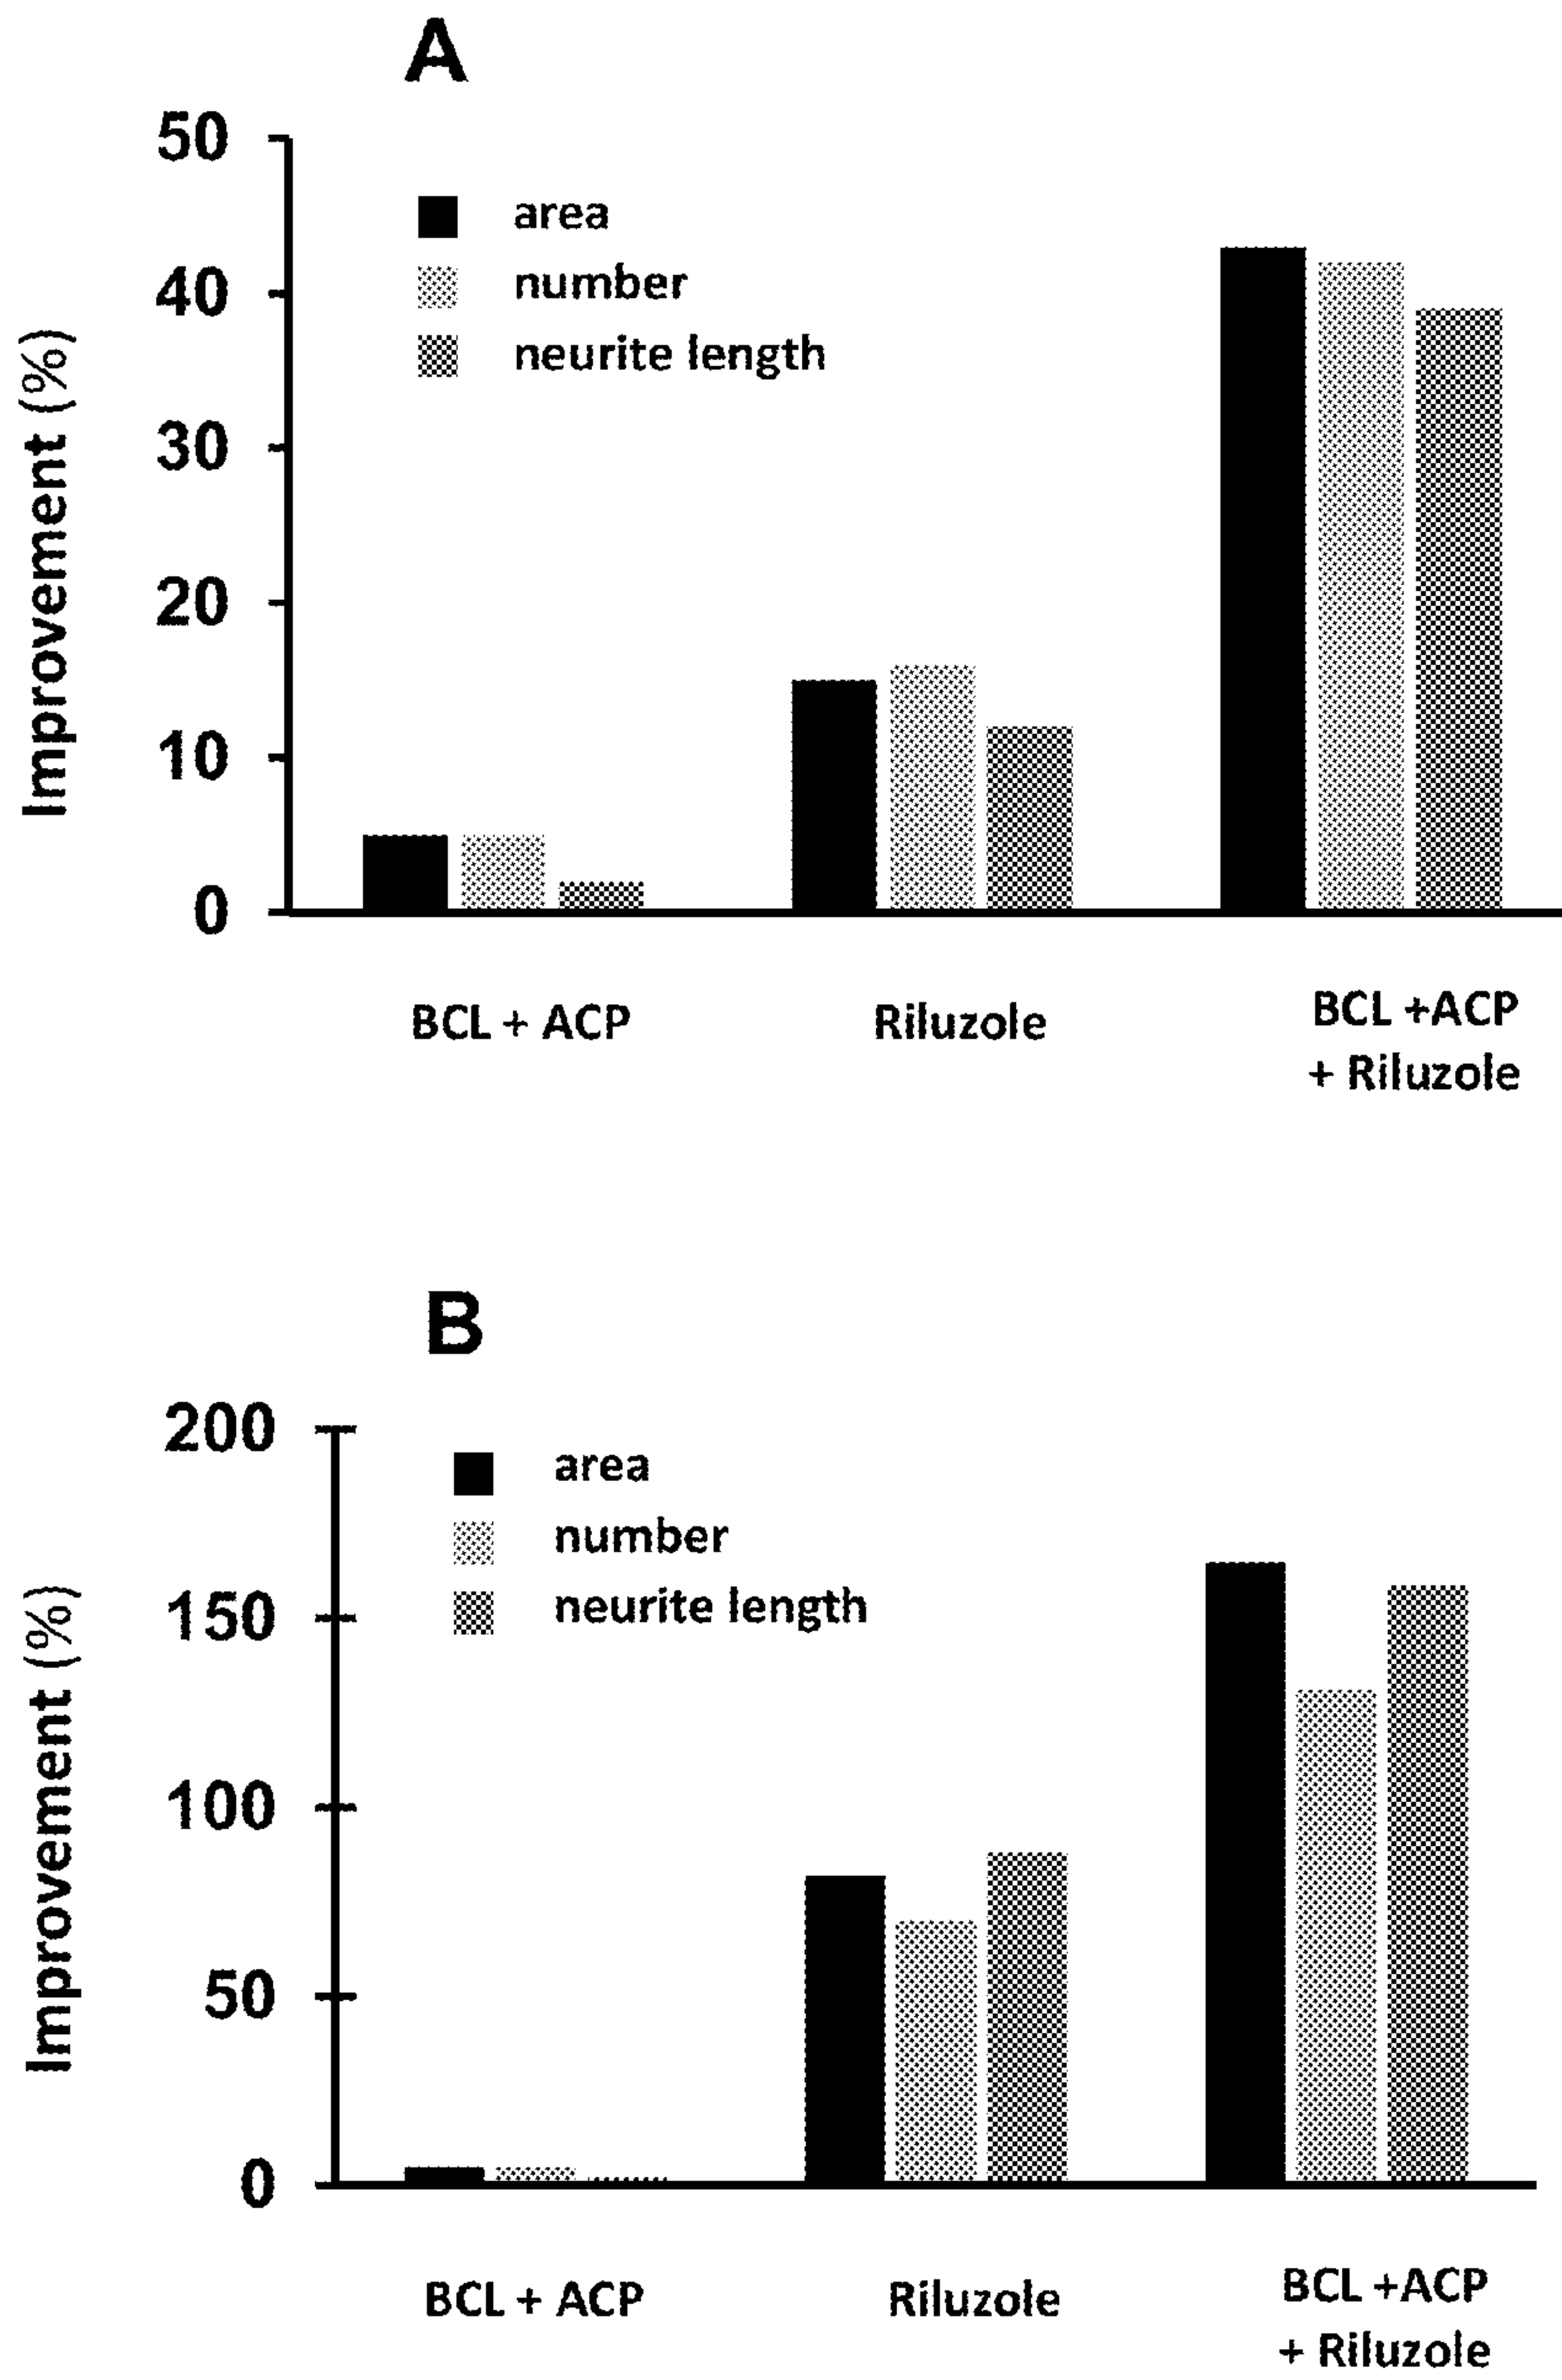 A
50
40
30
20
10
0
Improvement (%)
area
number
neurite length
BCL + ACP
Riluzole
BCL +ACP
+ Riluzole
B
200
150
100
50
0
Improvement (%)
area
number
neurite length
BCL + ACP
Riluzole
BCL +ACP
+ Riluzole